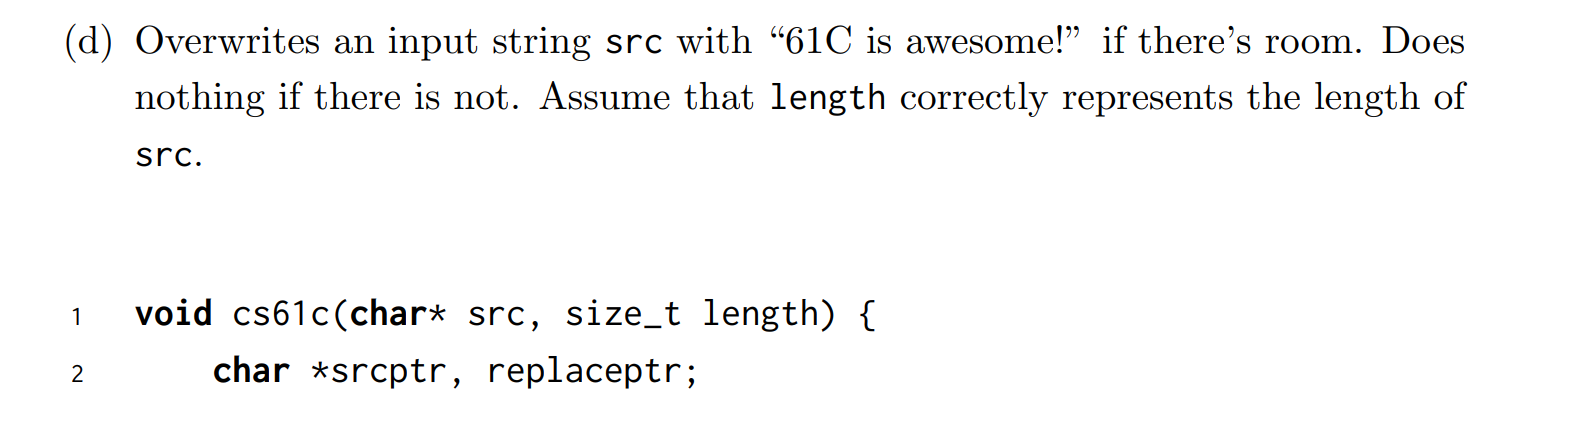 (d) Overwrites an input string src with “61C is awesome!” if there’s room. Does
nothing if there is not. Assume that length correctly represents the length of
src.
1 void cs61c(char* src, size_t length) {
2 char *srcptr, replaceptr;